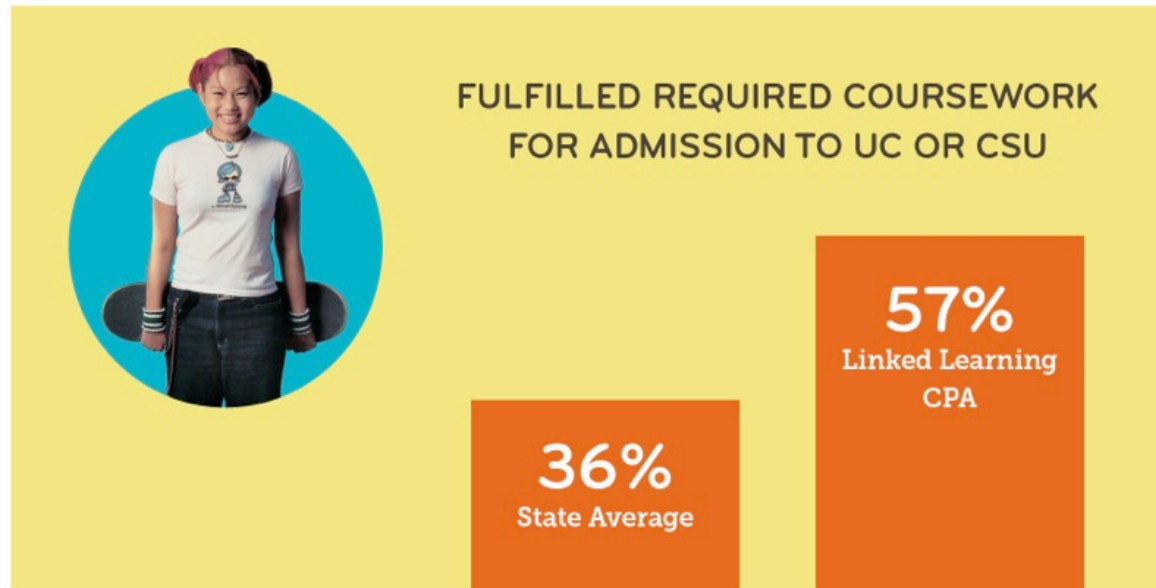 FULFILLED REQUIRED COURSEWORK
FOR ADMISSION TO UC OR CSU
57%
Linked Learning
CPA
36%
State Average